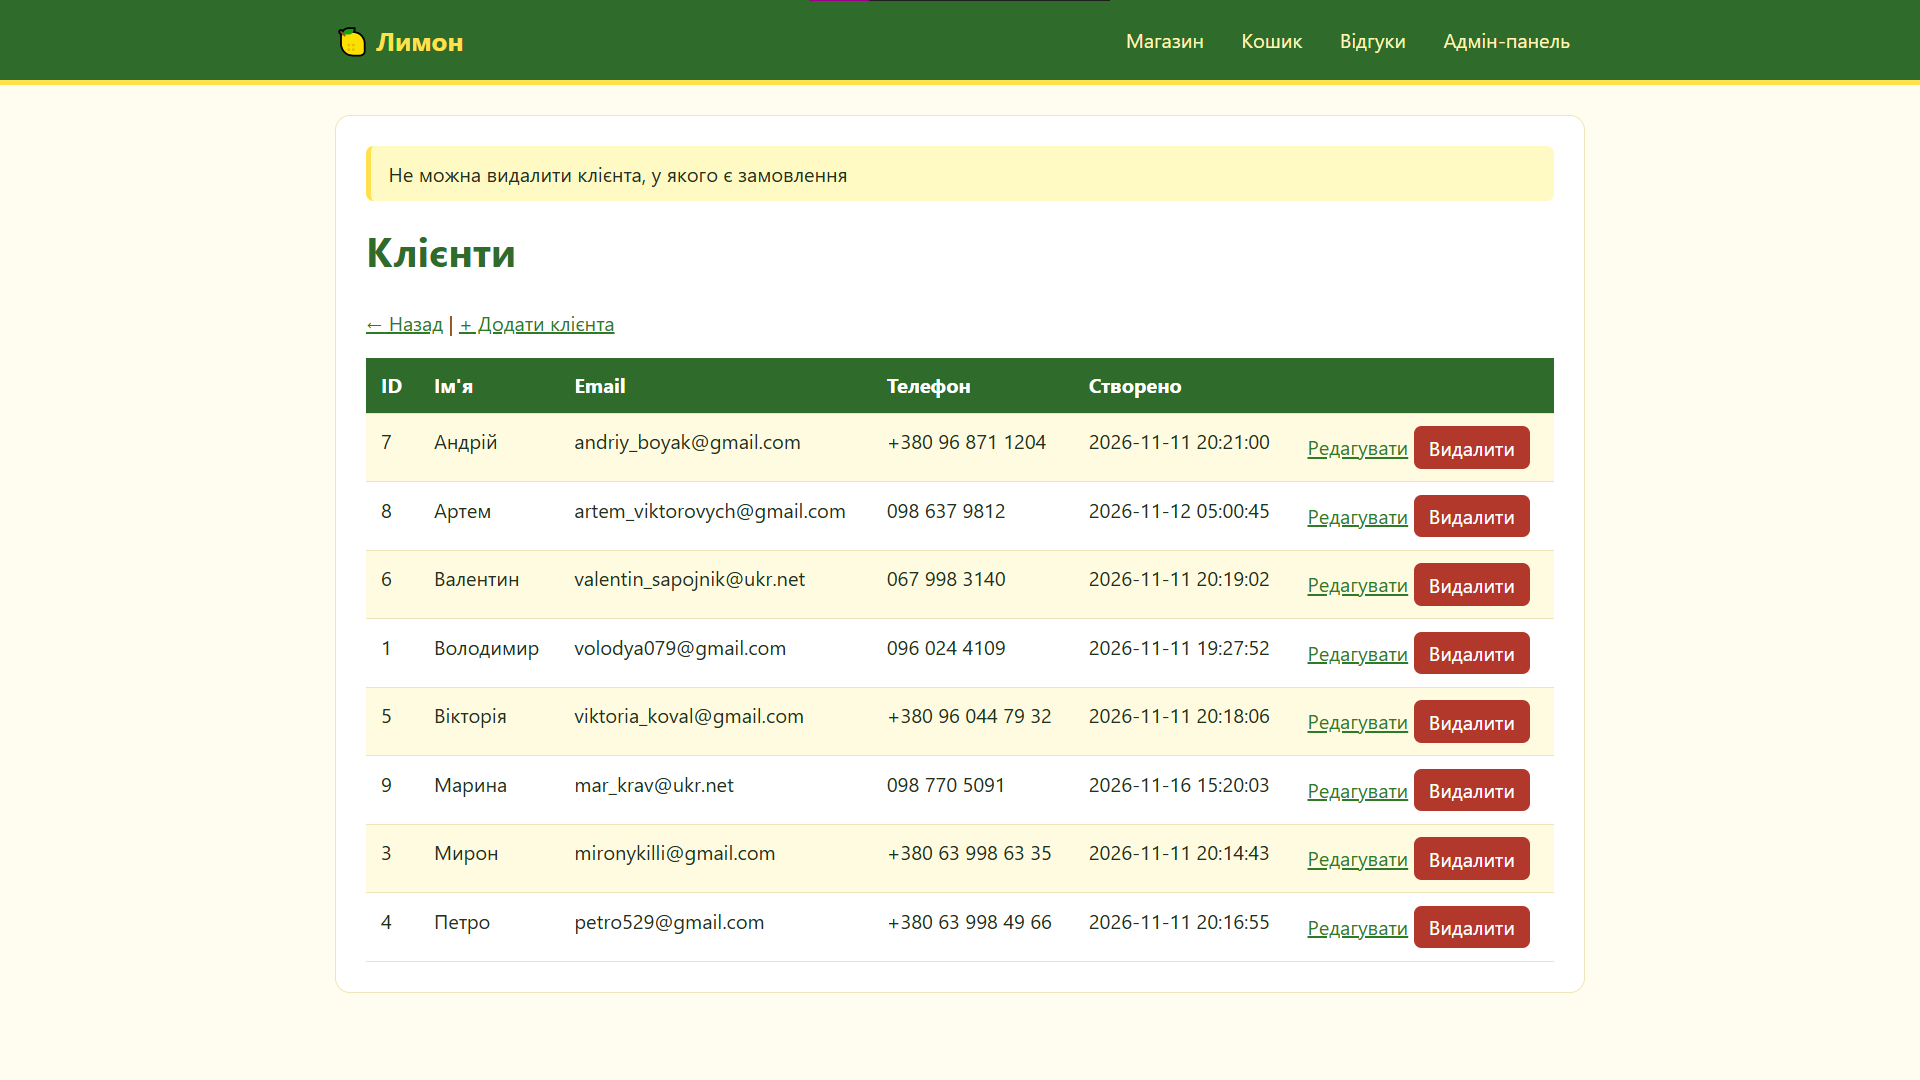 Лимон Магазин Кошик Відгуки Адмін-панель
Не можна видалити клієнта, у якого є замовлення
Клієнти
← Назад | + Додати клієнта
ID Ім'я Email Телефон Створено
7 Андрій andriy_boyak@gmail.com +380 96 871 1204 2026-11-11 20:21:00 Редагувати Видалити
8 Артем artem_viktorovych@gmail.com 098 637 9812 2026-11-12 05:00:45 Редагувати Видалити
6 Валентин valentin_sapojnik@ukr.net 067 998 3140 2026-11-11 20:19:02 Редагувати Видалити
1 Володимир volodya079@gmail.com 096 024 4109 2026-11-11 19:27:52 Редагувати Видалити
5 Вікторія viktoria_koval@gmail.com +380 96 044 79 32 2026-11-11 20:18:06 Редагувати Видалити
9 Марина mar_krav@ukr.net 098 770 5091 2026-11-16 15:20:03 Редагувати Видалити
3 Мирон mironykilli@gmail.com +380 63 998 63 35 2026-11-11 20:14:43 Редагувати Видалити
4 Петро petro529@gmail.com +380 63 998 49 66 2026-11-11 20:16:55 Редагувати Видалити